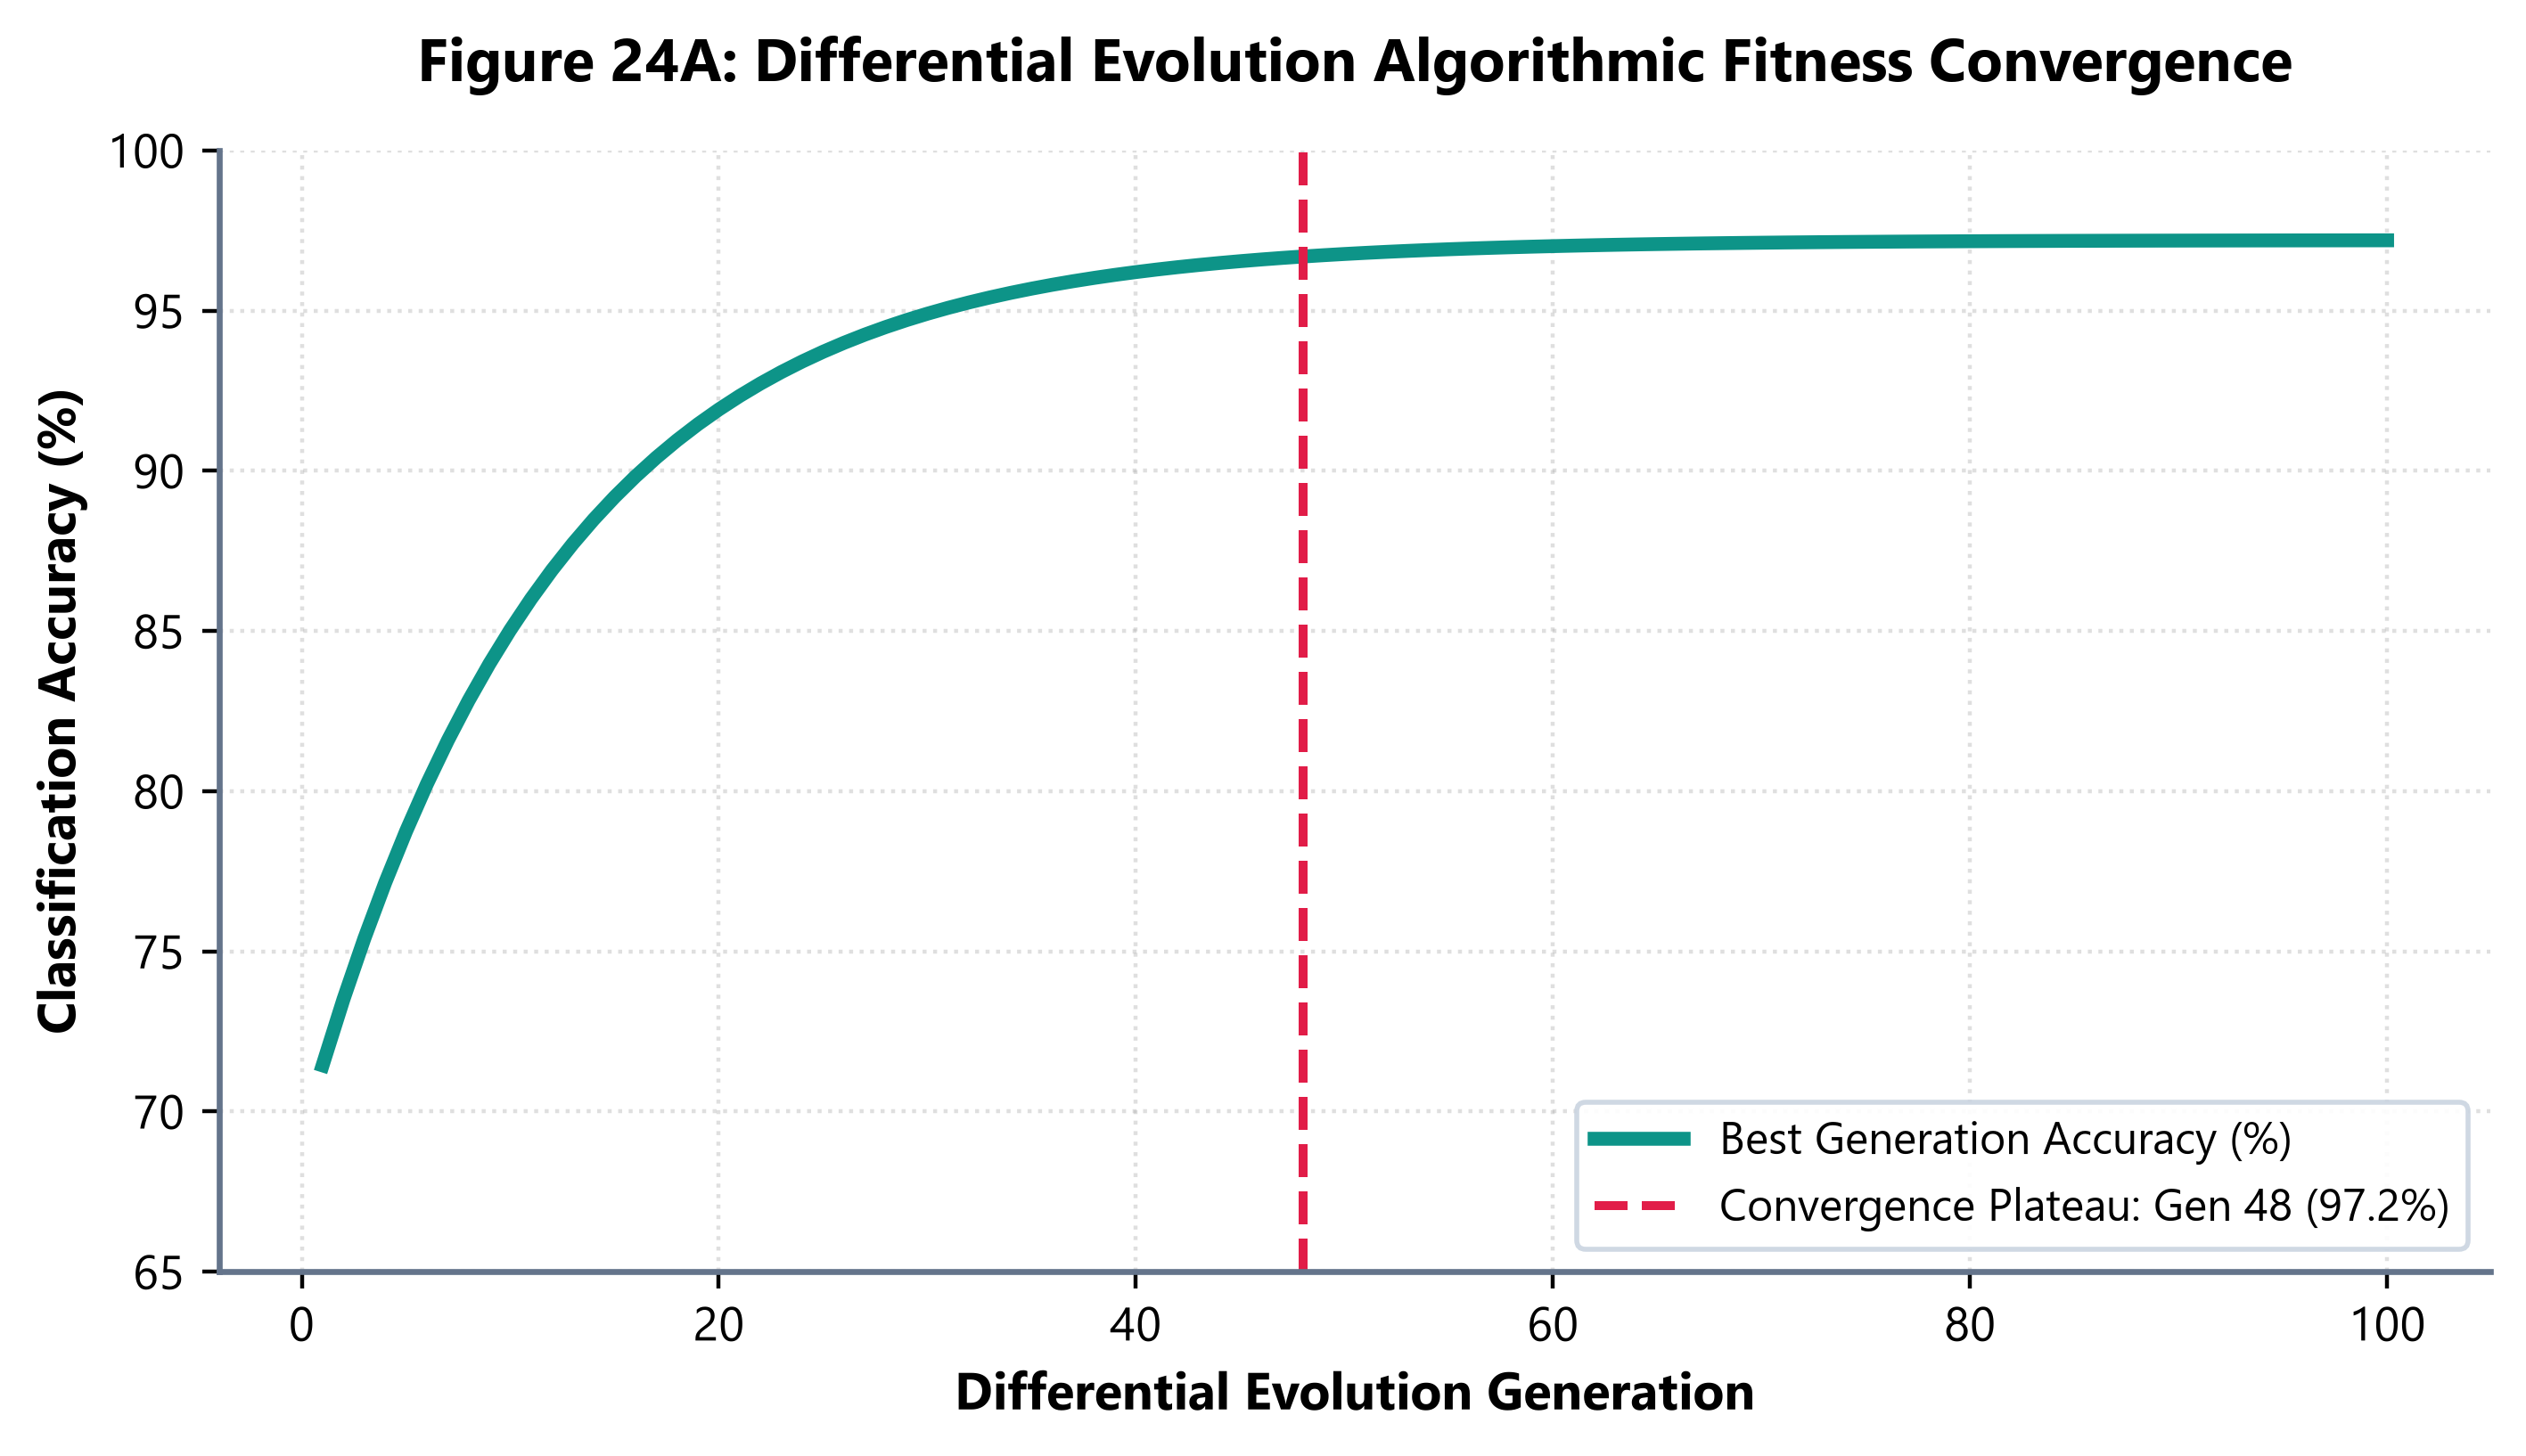 Figure 24A: Differential Evolution Algorithmic Fitness Convergence
100
95
90
85
80
75
70
65
Classification Accuracy (%)
Best Generation Accuracy (%)
Convergence Plateau: Gen 48 (97.2%)
0 20 40 60 80 100
Differential Evolution Generation